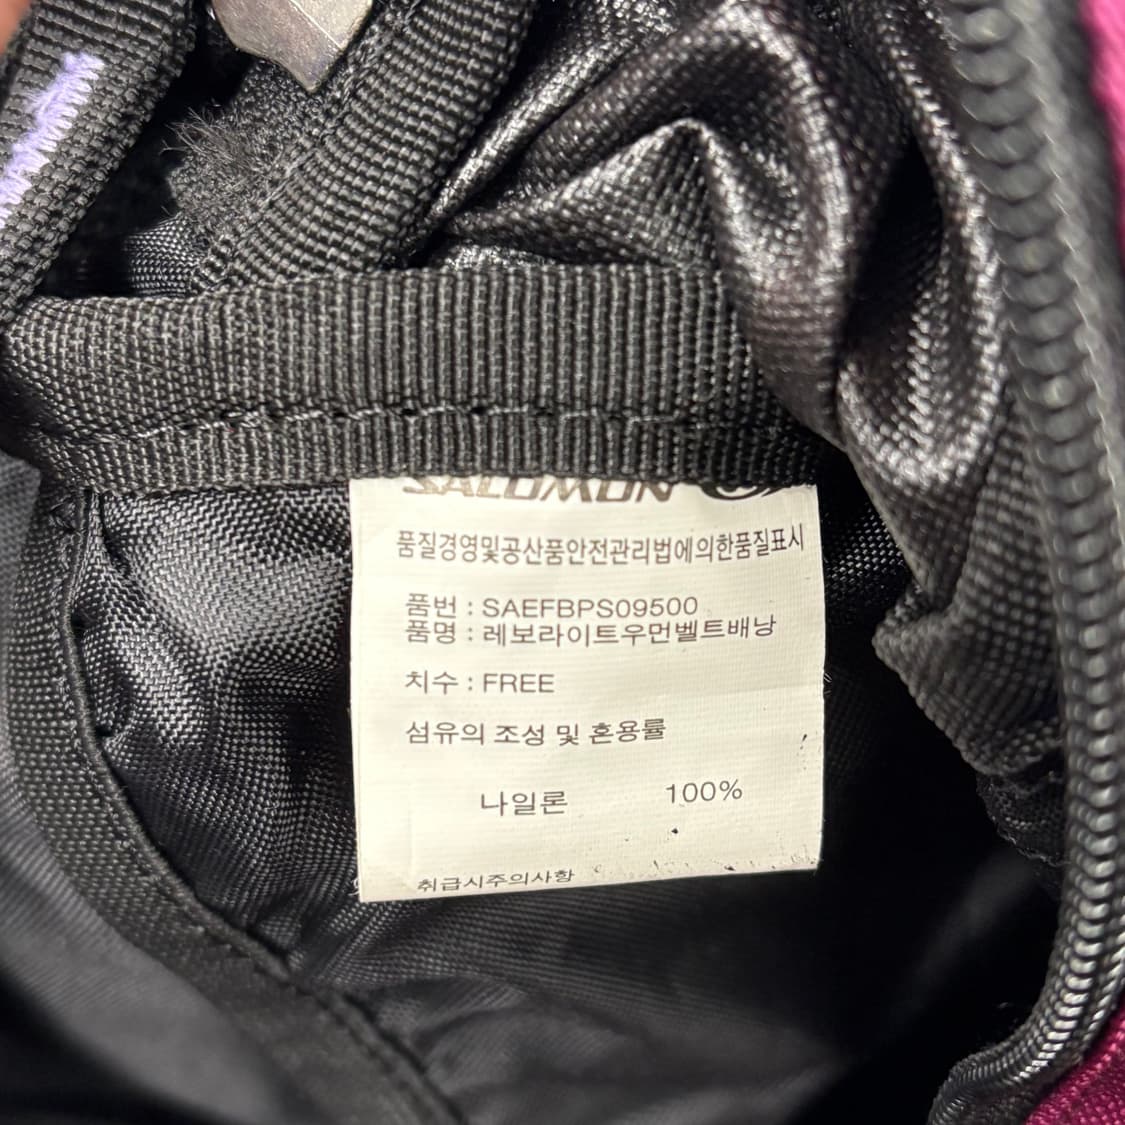 SALOMON
품질경영및공산품안전관리법에의한품질표시
품번 : SAEFBPS09500
품명 : 레보라이트우먼벨트배낭
치수 : FREE
섬유의 조성 및 혼용률
나일론 100%
취급시주의사항